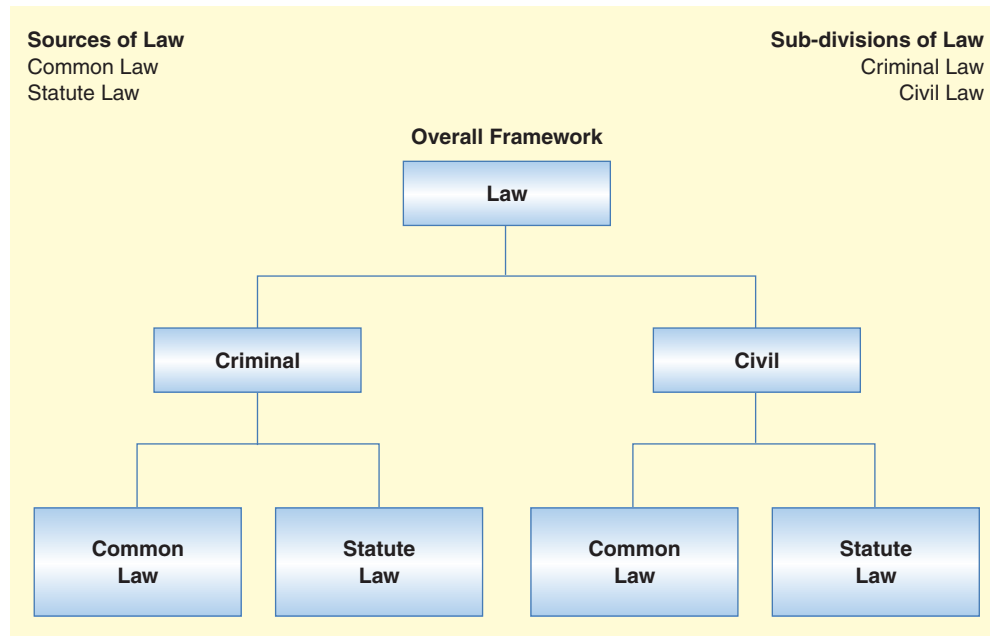 Sources of Law
Common Law
Statute Law
Sub-divisions of Law
Criminal Law
Civil Law
Overall Framework
Law
Criminal
Civil
Common
Law
Statute
Law
Common
Law
Statute
Law